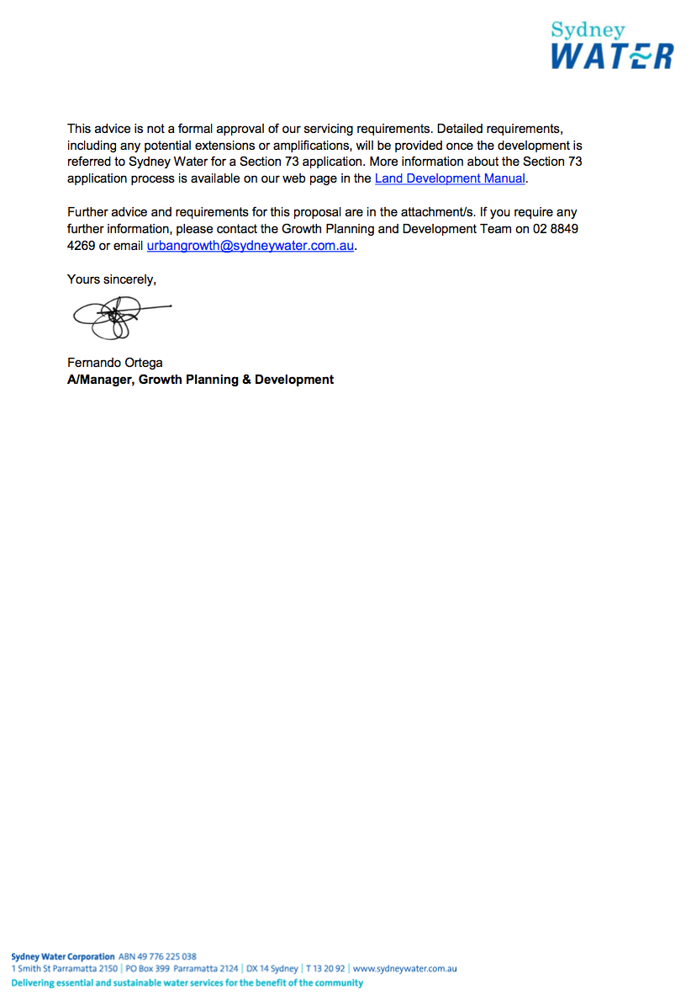 Sydney
WATER
This advice is not a formal approval of our servicing requirements. Detailed requirements,
including any potential extensions or amplifications, will be provided once the development is
referred to Sydney Water for a Section 73 application. More information about the Section 73
application process is available on our web page in the Land Development Manual.
Further advice and requirements for this proposal are in the attachment/s. If you require any
further information, please contact the Growth Planning and Development Team on 02 8849
4269 or email urbangrowth@sydneywater.com.au.
Yours sincerely,
Fernando Ortega
A/Manager, Growth Planning & Development
Sydney Water Corporation ABN 49 776 225 038
1 Smith St Parramatta 2150 | PO Box 399 Parramatta 2124 | DX 14 Sydney | T 13 20 92 | www.sydneywater.com.au
Delivering essential and sustainable water services for the benefit of the community